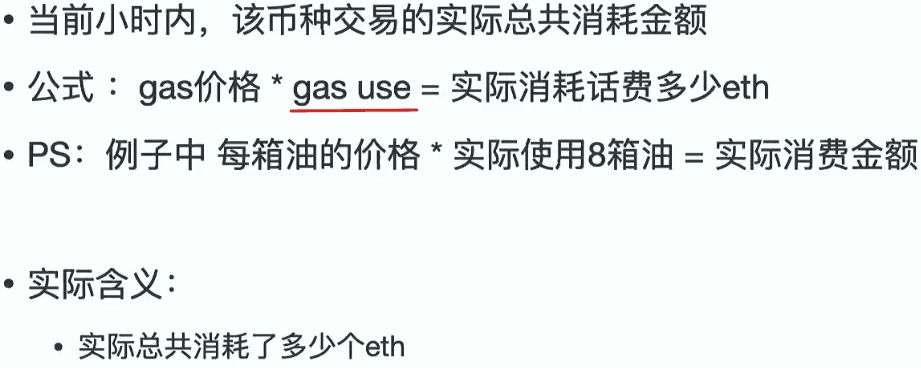 • 当前小时内，该币种交易的实际总共消耗金额
• 公式 ：gas价格 * gas use = 实际消耗话费多少eth
• PS：例子中 每箱油的价格 * 实际使用8箱油 = 实际消费金额
• 实际含义：
• 实际总共消耗了多少个eth